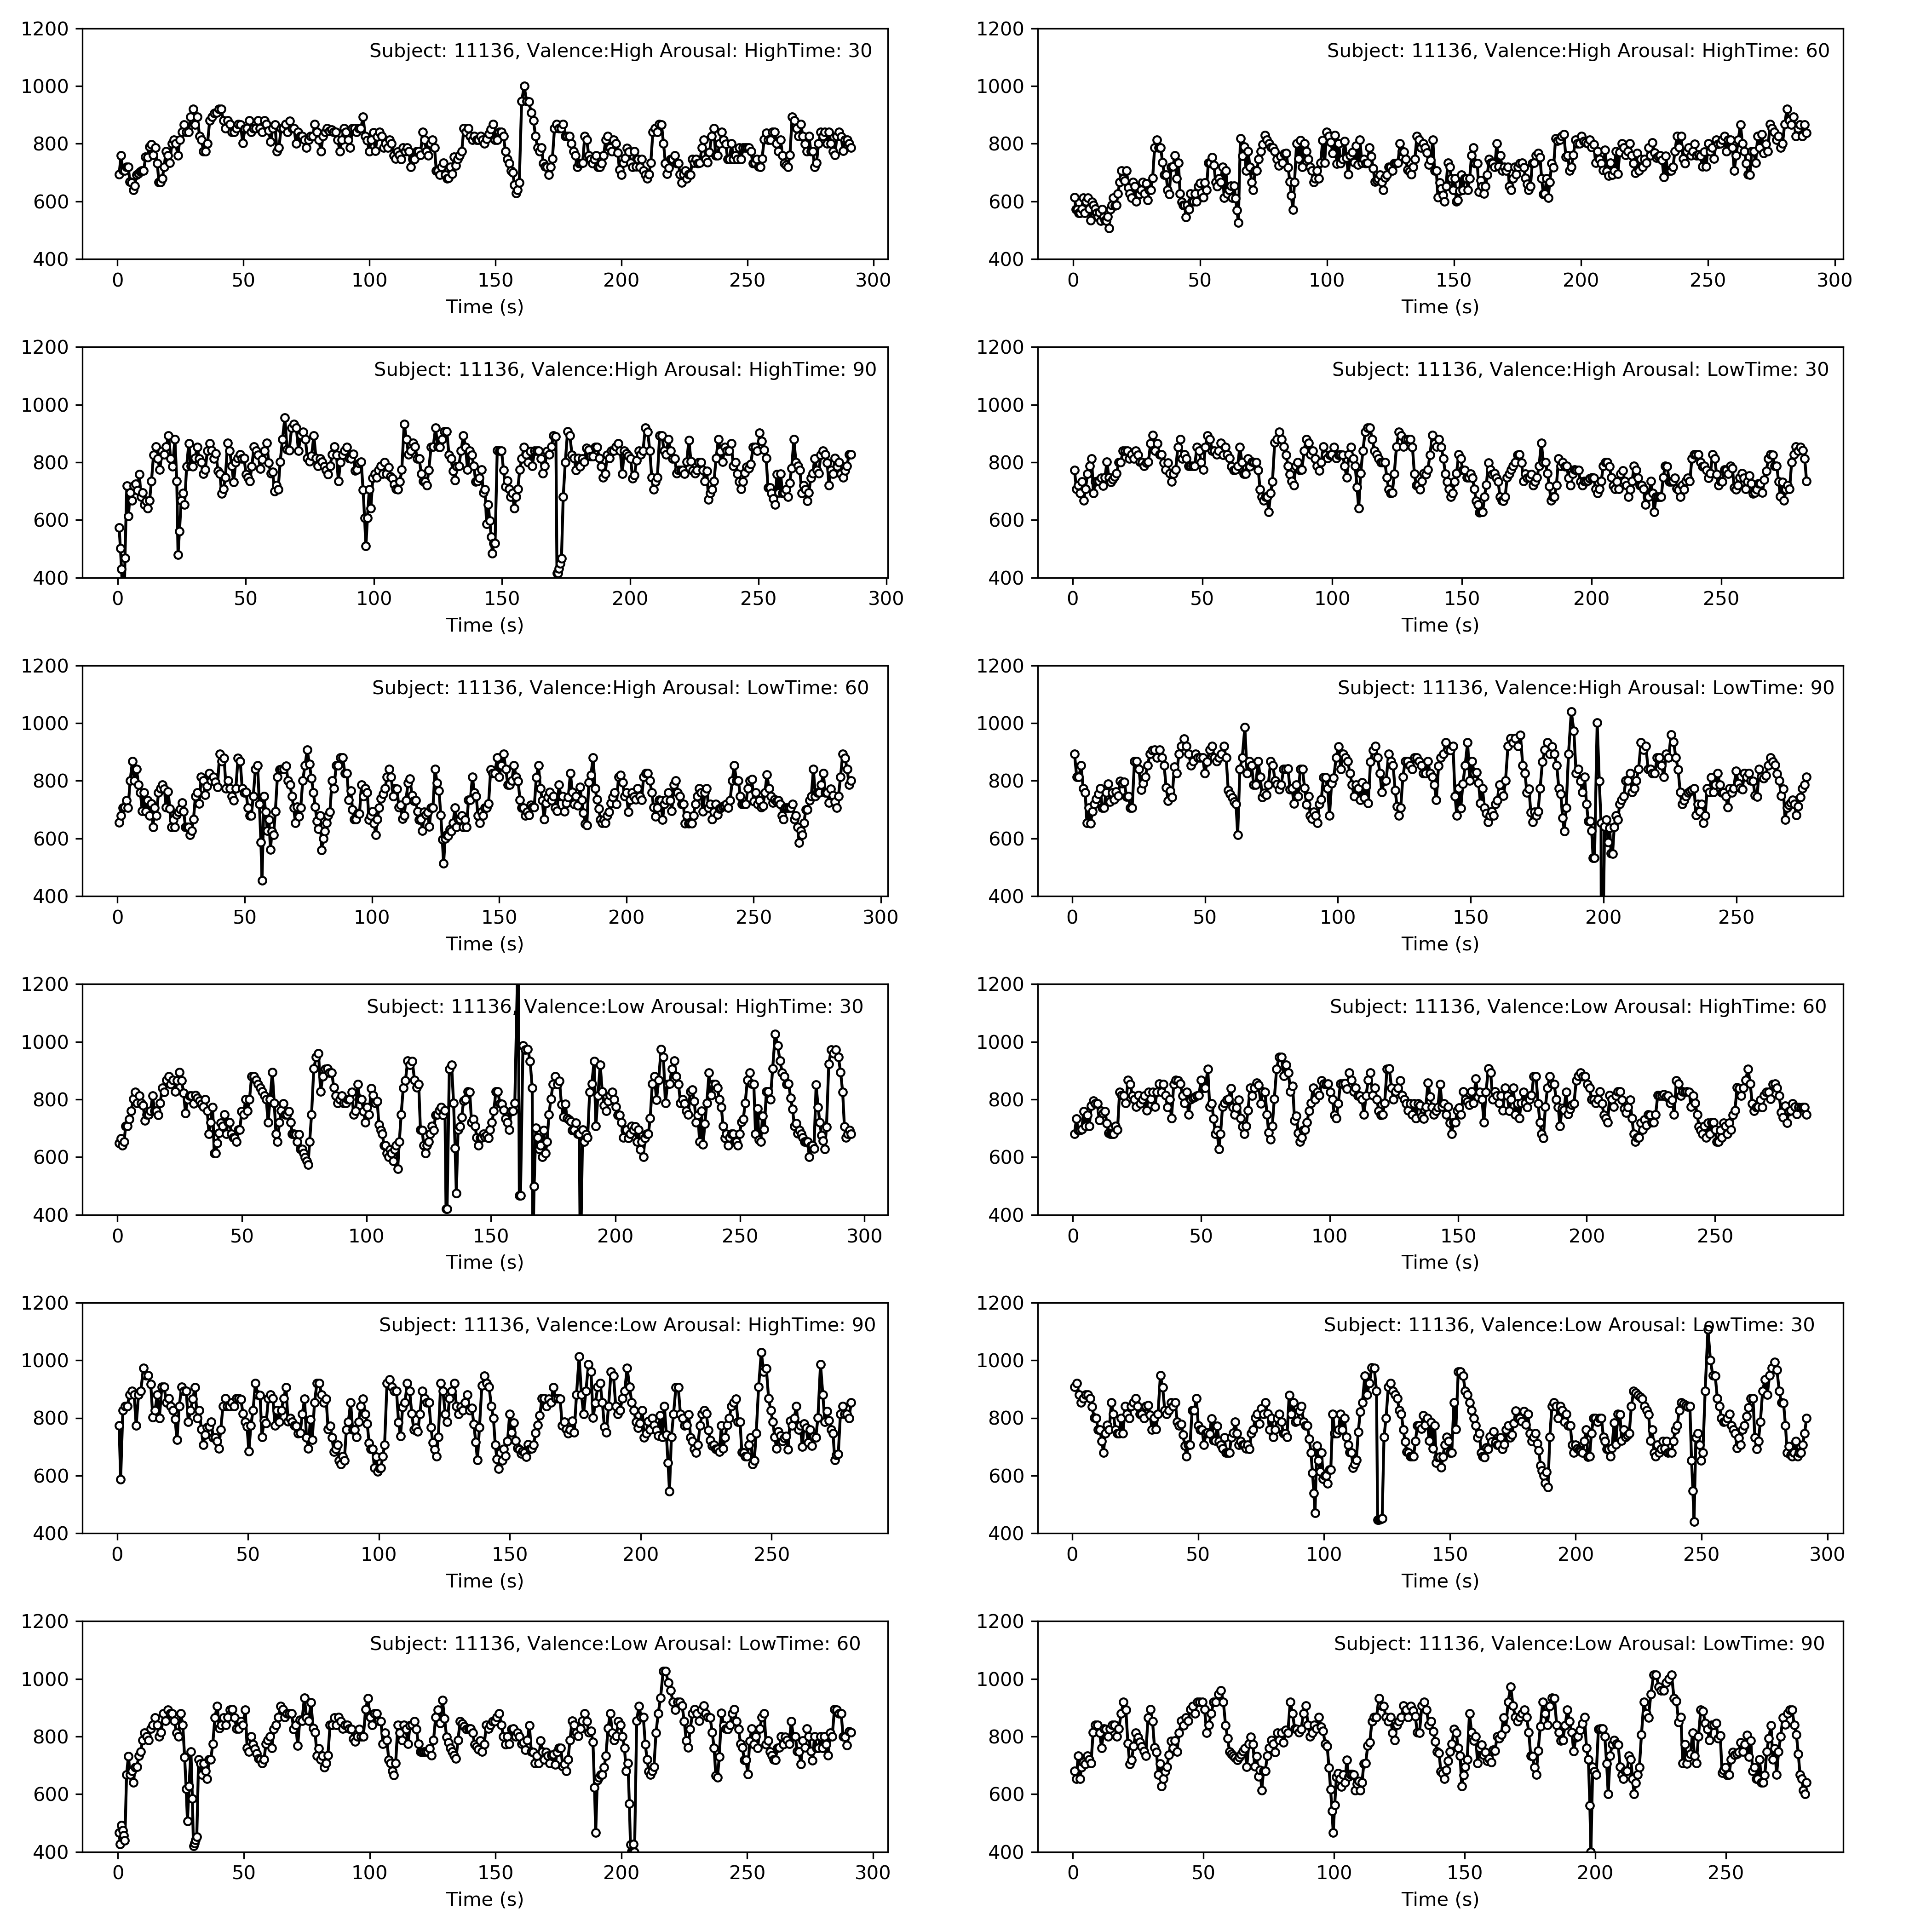 1200
Subject: 11136, Valence:High Arousal: HighTime: 30
1000
800
600
400
0 50 100 150 200 250 300
Time (s)
1200
Subject: 11136, Valence:High Arousal: HighTime: 60
1000
800
600
400
0 50 100 150 200 250 300
Time (s)
1200
Subject: 11136, Valence:High Arousal: HighTime: 90
1000
800
600
400
0 50 100 150 200 250 300
Time (s)
1200
Subject: 11136, Valence:High Arousal: LowTime: 30
1000
800
600
400
0 50 100 150 200 250
Time (s)
1200
Subject: 11136, Valence:High Arousal: LowTime: 60
1000
800
600
400
0 50 100 150 200 250 300
Time (s)
1200
Subject: 11136, Valence:High Arousal: LowTime: 90
1000
800
600
400
0 50 100 150 200 250
Time (s)
1200
Subject: 11136, Valence:Low Arousal: HighTime: 30
1000
800
600
400
0 50 100 150 200 250 300
Time (s)
1200
Subject: 11136, Valence:Low Arousal: HighTime: 60
1000
800
600
400
0 50 100 150 200 250
Time (s)
1200
Subject: 11136, Valence:Low Arousal: HighTime: 90
1000
800
600
400
0 50 100 150 200 250
Time (s)
1200
Subject: 11136, Valence:Low Arousal: LowTime: 30
1000
800
600
400
0 50 100 150 200 250 300
Time (s)
1200
Subject: 11136, Valence:Low Arousal: LowTime: 60
1000
800
600
400
0 50 100 150 200 250 300
Time (s)
1200
Subject: 11136, Valence:Low Arousal: LowTime: 90
1000
800
600
400
0 50 100 150 200 250
Time (s)